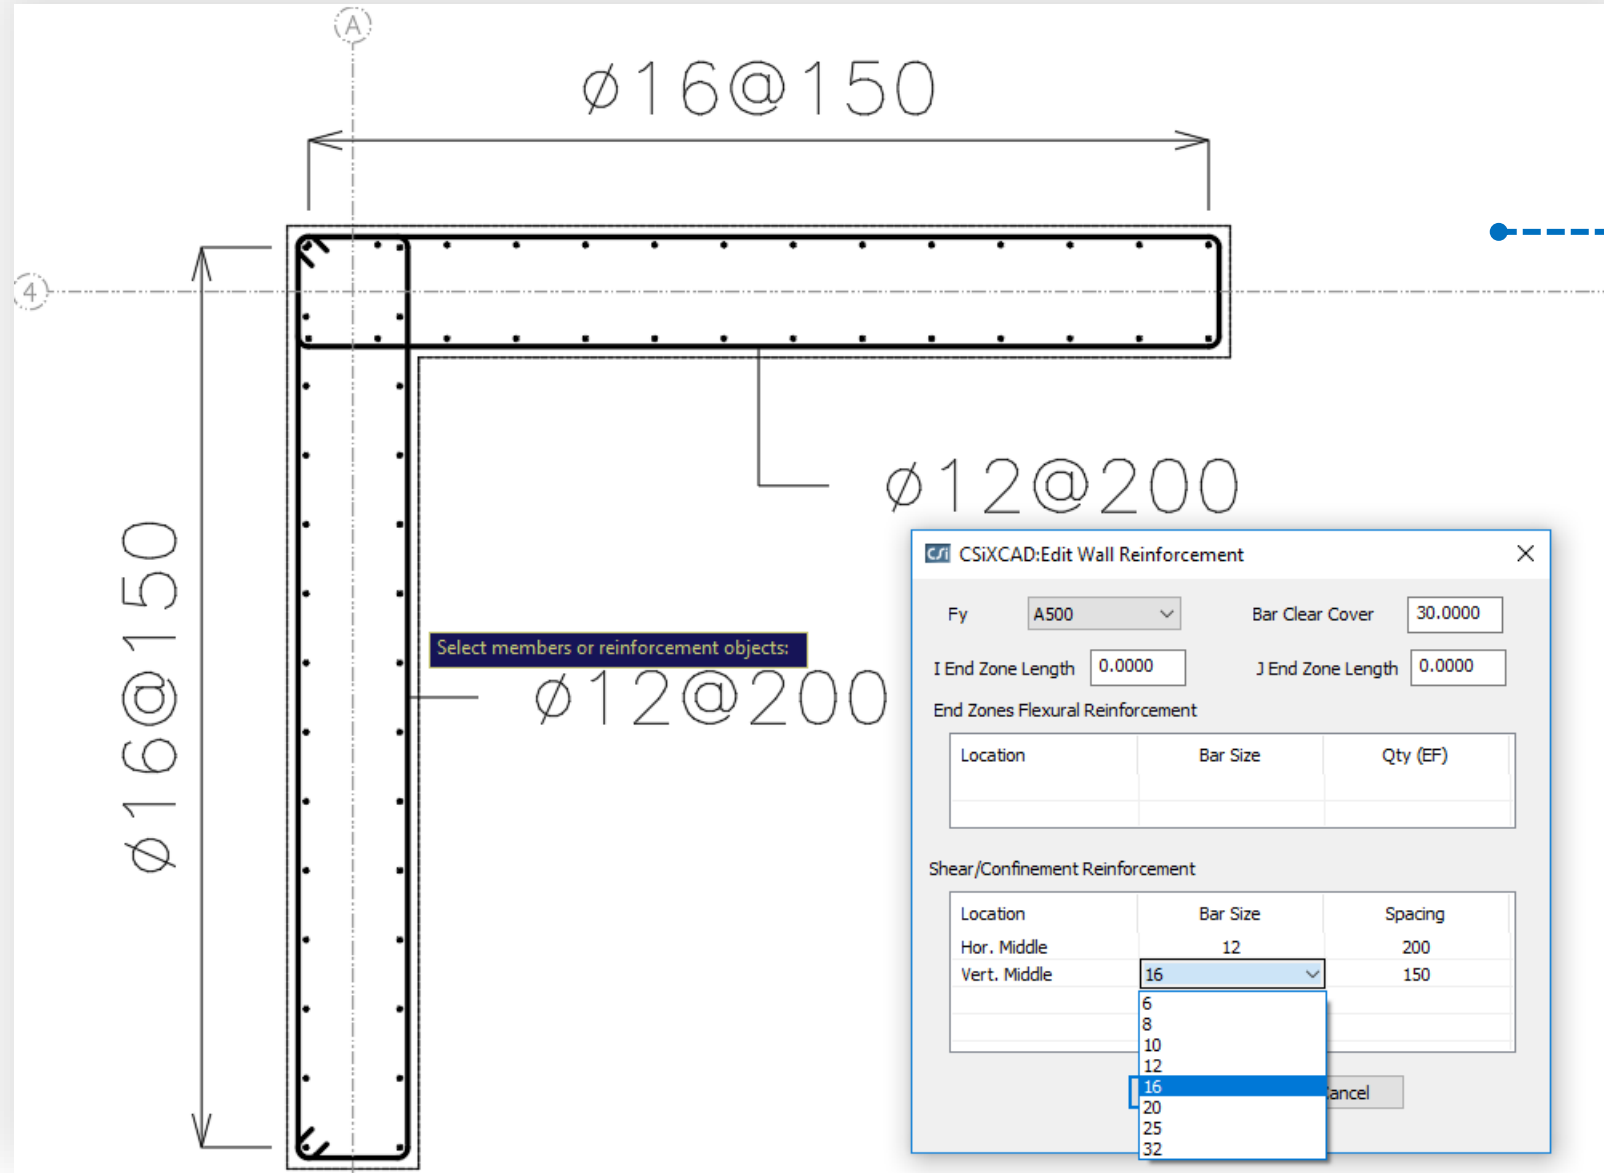 A
ø16@150
4
ø12@200
ø16@150
Select members or reinforcement objects:
ø12@200
CSi CSiXCAD:Edit Wall Reinforcement
Fy A500 Bar Clear Cover 30.0000
I End Zone Length 0.0000 J End Zone Length 0.0000
End Zones Flexural Reinforcement
Location Bar Size Qty (EF)
Shear/Confinement Reinforcement
Location Bar Size Spacing
Hor. Middle 12 200
Vert. Middle 16 150
6
8
10
12
16
ancel
20
25
32